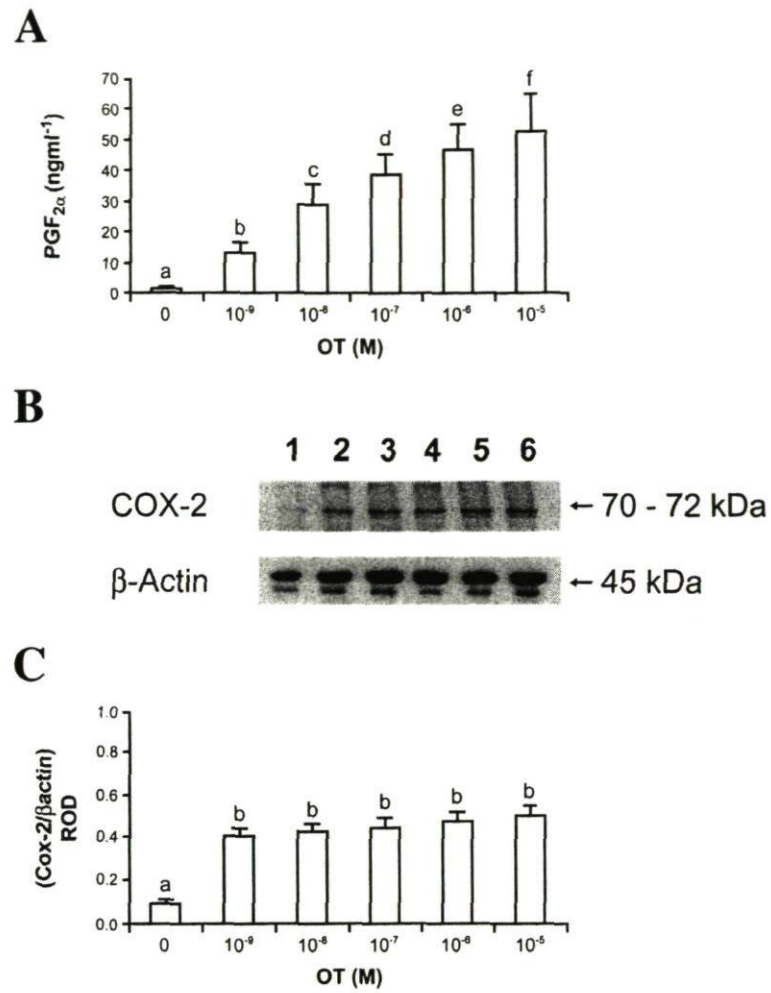 A
PGF2α (ngml-1)
70
60
50
40
30
20
10
0
a
b
c
d
e
f
0 10-9 10-8 10-7 10-6 10-5
OT (M)
B
1 2 3 4 5 6
COX-2 ← 70 - 72 kDa
β-Actin ← 45 kDa
C
(Cox-2/βactin)
ROD
1.0
0.8
0.6
0.4
0.2
0.0
a b b b b b
0 10-9 10-8 10-7 10-6 10-5
OT (M)